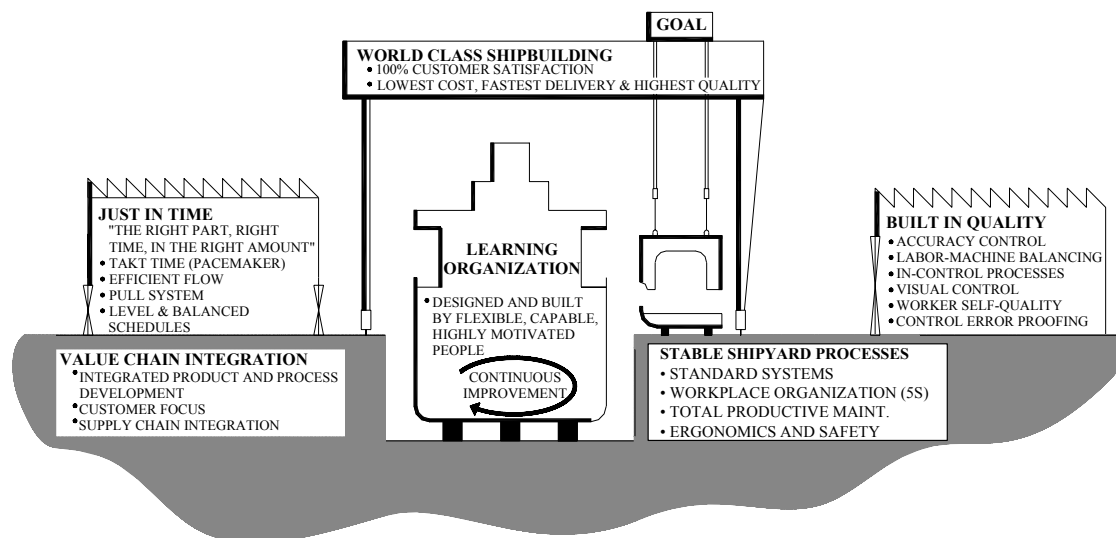 GOAL
WORLD CLASS SHIPBUILDING
• 100% CUSTOMER SATISFACTION
• LOWEST COST, FASTEST DELIVERY & HIGHEST QUALITY
JUST IN TIME
"THE RIGHT PART, RIGHT
TIME, IN THE RIGHT AMOUNT"
• TAKT TIME (PACEMAKER)
• EFFICIENT FLOW
• PULL SYSTEM
• LEVEL & BALANCED
SCHEDULES
LEARNING
ORGANIZATION
• DESIGNED AND BUILT
BY FLEXIBLE, CAPABLE,
HIGHLY MOTIVATED
PEOPLE
CONTINUOUS
IMPROVEMENT
BUILT IN QUALITY
• ACCURACY CONTROL
• LABOR-MACHINE BALANCING
• IN-CONTROL PROCESSES
• VISUAL CONTROL
• WORKER SELF-QUALITY
• CONTROL ERROR PROOFING
VALUE CHAIN INTEGRATION
• INTEGRATED PRODUCT AND PROCESS
DEVELOPMENT
• CUSTOMER FOCUS
• SUPPLY CHAIN INTEGRATION
STABLE SHIPYARD PROCESSES
• STANDARD SYSTEMS
• WORKPLACE ORGANIZATION (5S)
• TOTAL PRODUCTIVE MAINT.
• ERGONOMICS AND SAFETY